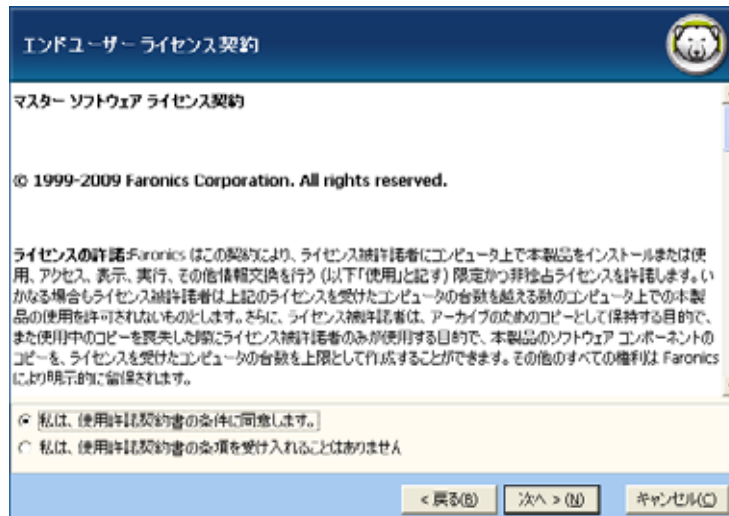 エンドユーザー ライセンス契約
マスター ソフトウェア ライセンス契約
© 1999-2009 Faronics Corporation. All rights reserved.
ライセンスの許諾:Faronics はこの契約により、ライセンス被許諾者にコンピュータ上で本製品をインストールまたは使
用、アクセス、表示、実行、その他情報交換を行う (以下「使用」と記す) 限定かつ非独占ライセンスを許諾します。い
かなる場合もライセンス被許諾者は上記のライセンスを受けたコンピュータの台数を越える数のコンピュータ上での本製
品の使用を許可されないものとします。さらに、ライセンス被許諾者は、アーカイブのためのコピーとして保持する目的で、
また使用中のコピーを喪失した際にライセンス被許諾者のみが使用する目的で、本製品のソフトウェア コンポーネントの
コピーを、ライセンスを受けたコンピュータの台数を上限として作成することができます。その他のすべての権利は Faronics
により明示的に留保されます。
私は、使用許諾契約書の条件に同意します。
私は、使用許諾契約書の条項を受け入れることはありません
< 戻る(B)
次へ > (N)
キャンセル(C)